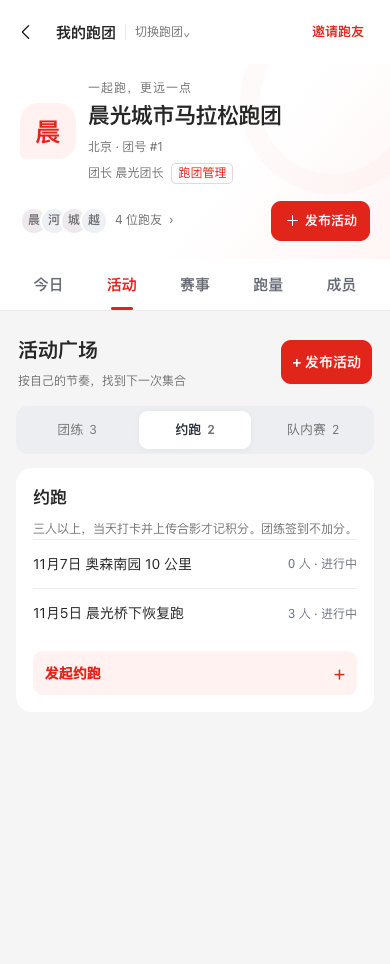 我的跑团 切换跑团⌄ 邀请跑友
一起跑，更远一点
晨 晨光城市马拉松跑团
北京 · 团号 #1
团长 晨光团长 跑团管理
晨 河 城 越 4 位跑友 › ＋ 发布活动
今日 活动 赛事 跑量 成员
活动广场
按自己的节奏，找到下一次集合
+ 发布活动
团练 3 约跑 2 队内赛 2
约跑
三人以上，当天打卡并上传合影才记积分。团练签到不加分。
11月7日 奥森南园 10 公里 0 人 · 进行中
11月5日 晨光桥下恢复跑 3 人 · 进行中
发起约跑 +